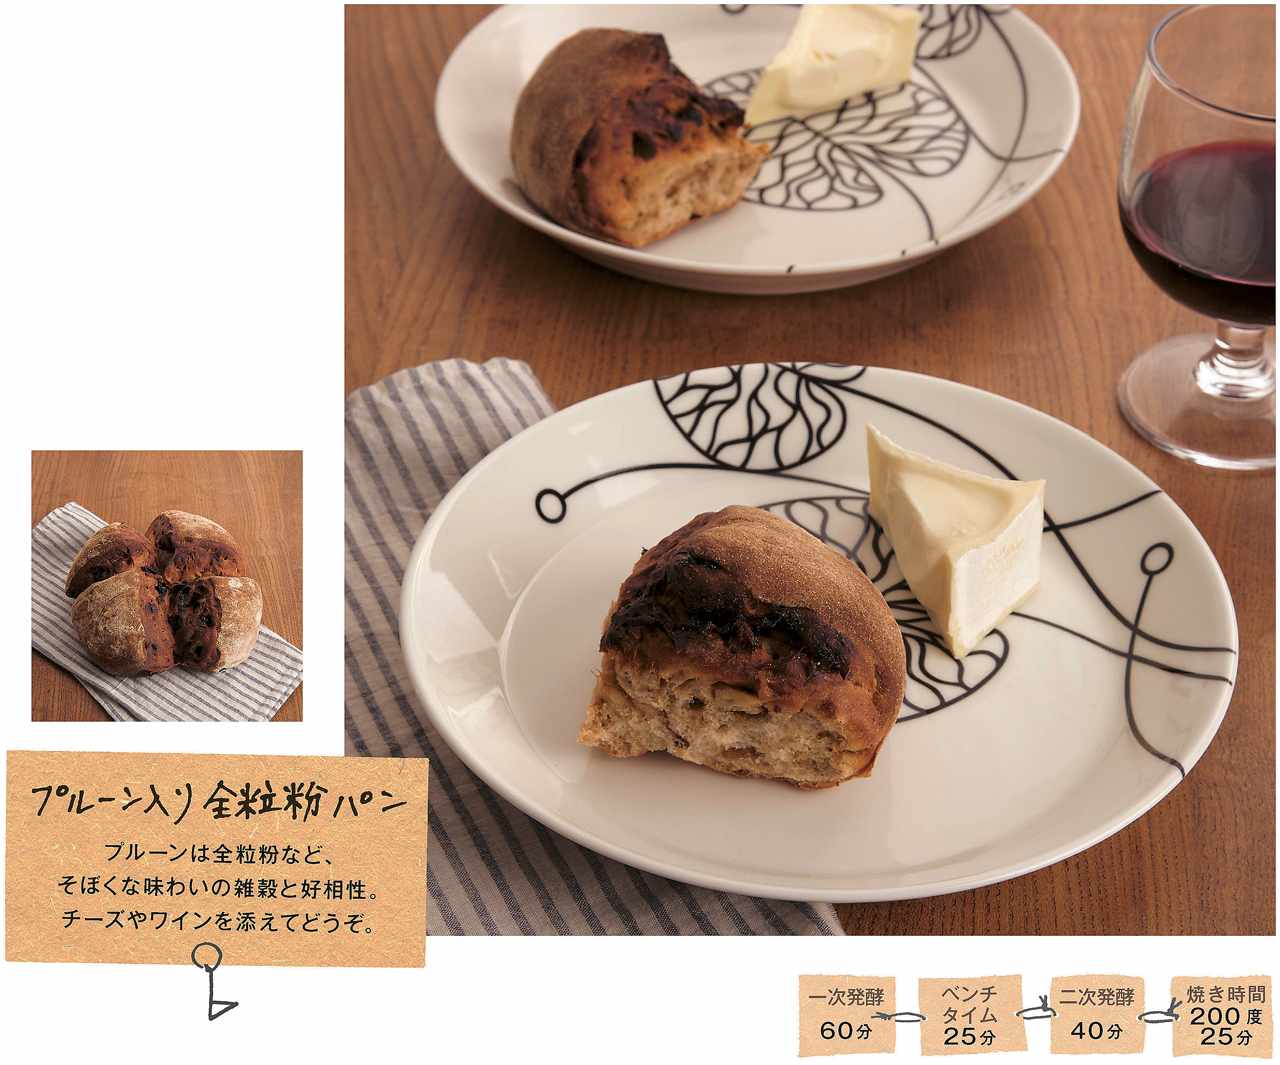 プルーン入り全粒粉パン
プルーンは全粒粉など、
そぼくな味わいの雑穀と好相性。
チーズやワインを添えてどうぞ。
一次発酵
60分
ベンチ
タイム
25分
二次発酵
40分
焼き時間
200度
25分